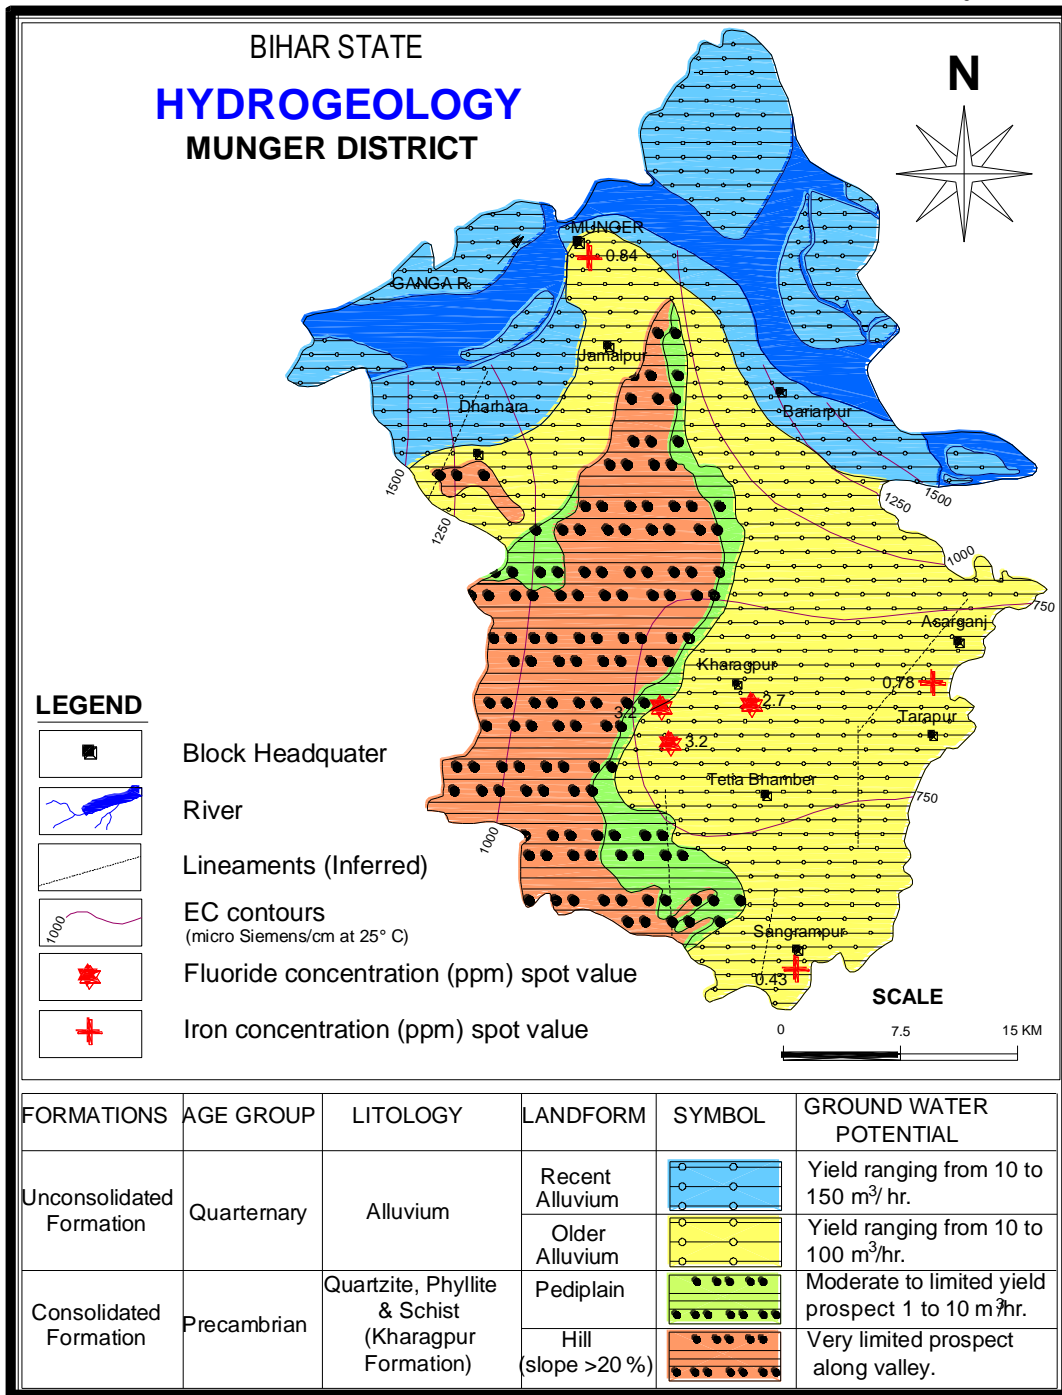 BIHAR STATE
HYDROGEOLOGY
MUNGER DISTRICT
N
MUNGER
0.84
GANGA R.
Jamalpur
Dharhara
Bariarpur
1500
1250
1500
1250
1000
750
Asarganj
Kharagpur
0.78
2.7
3.2
Tarapur
3.2
Tetia Bhamber
750
1000
Sangrampur
0.43
LEGEND
Block Headquater
River
Lineaments (Inferred)
1000
EC contours
(micro Siemens/cm at 25° C)
Fluoride concentration (ppm) spot value
Iron concentration (ppm) spot value
SCALE
0 7.5 15 KM
FORMATIONS AGE GROUP LITOLOGY LANDFORM SYMBOL GROUND WATER
POTENTIAL
Unconsolidated
Formation
Quarternary
Alluvium
Recent
Alluvium
Yield ranging from 10 to
150 m³/ hr.
Older
Alluvium
Yield ranging from 10 to
100 m³/hr.
Consolidated
Formation
Precambrian
Quartzite, Phyllite
& Schist
(Kharagpur
Formation)
Pediplain
Moderate to limited yield
prospect 1 to 10 m³/hr.
Hill
(slope >20 %)
Very limited prospect
along valley.